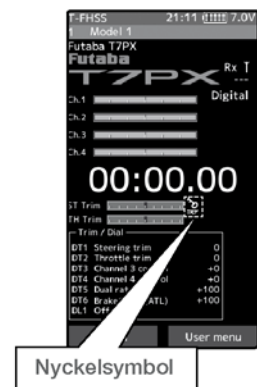 T-FHSS 21:11 7.0V
1 Model 1
Futaba T7PX
Futaba
T7PX Rx
---
Digital
Ch.1
Ch.2
Ch.3
Ch.4
00:00.00
ST Trim
TH Trim
Trim / Dial
DT1 Steering trim 0
DT2 Throttle trim 0
DT3 Channel 3 +0
DT4 Channel 4 +0
DT5 Dual +100
DT6 Brake ATL) +100
DL1
User menu
Nyckelsymbol